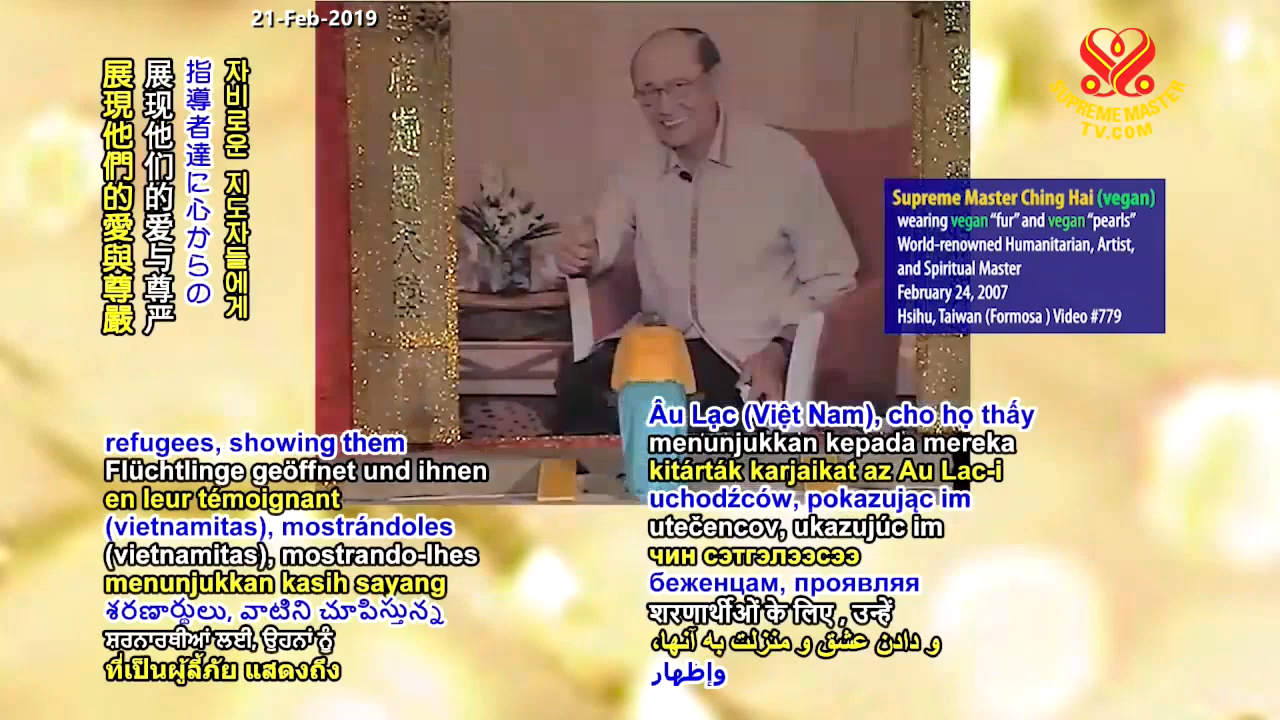 21-Feb-2019
SUPREME MASTER
TV.COM
자비로운 지도자들에게
指導者達に心からの
展现他们的爱与尊严
展現他們的愛與尊嚴
天堂
Supreme Master Ching Hai (vegan)
wearing vegan “fur” and vegan “pearls”
World-renowned Humanitarian, Artist,
and Spiritual Master
February 24, 2007
Hsihu, Taiwan (Formosa ) Video #779
refugees, showing them
Flüchtlinge geöffnet und ihnen
en leur témoignant
(vietnamitas), mostrándoles
(vietnamitas), mostrando-lhes
menunjukkan kasih sayang
శరణార్థులు, వాటిని చూపిస్తున్న
ਸ਼ਰਨਾਰਥੀਆਂ ਲਈ, ਉਹਨਾਂ ਨੂੰ
ที่เป็นผู้ลี้ภัย แสดงถึง
Âu Lạc (Việt Nam), cho họ thấy
menunjukkan kepada mereka
kitárták karjaikat az Au Lac-i
uchodźców, pokazując im
utečencov, ukazujúc im
чин сэтгэлээсээ
беженцам, проявляя
शरणार्थीओं के लिए , उन्हें
و دادن عشق و منزلت به آنها،
وإظهار